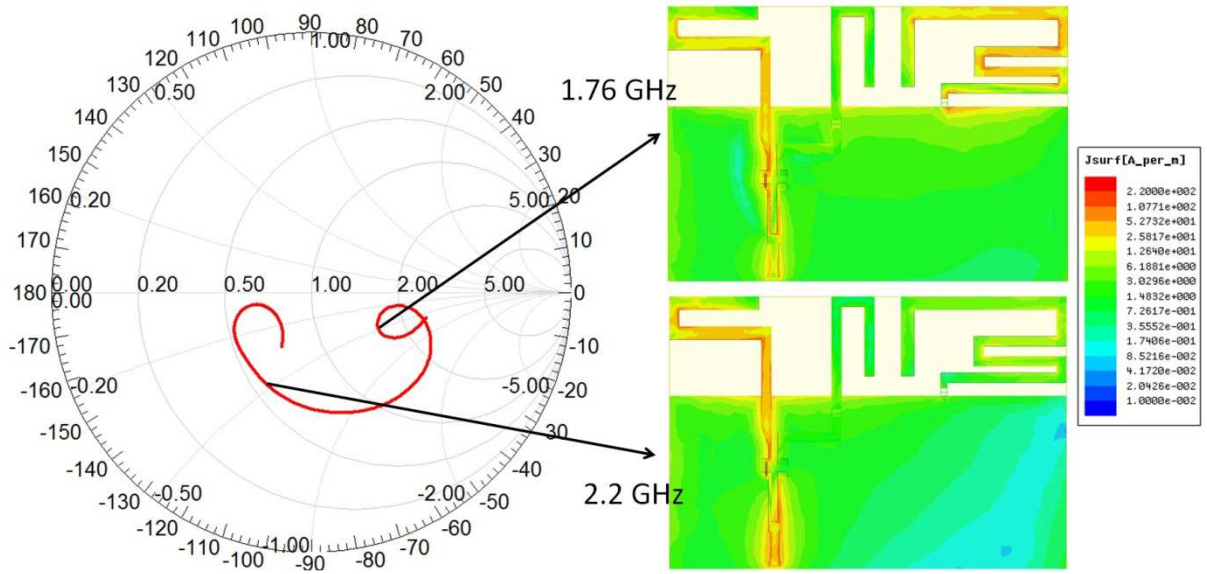 90
100
80
110
1.00
70
120
60
130
50
0.50
2.00
140
40
150
30
160
0.20
5.00
20
170
10
180
0.00
0.00
0.20
0.50
1.00
2.00
5.00
0
-170
-10
-160
-0.20
-5.00
-20
-150
30
-140
-0.50
-2.00
-40
-130
-50
-120
-60
-110
-1.00
-70
-100
-90
-80
1.76 GHz
2.2 GHz
Jsurf[A_per_m]
2.2000e+002
1.0771e+002
5.2732e+001
2.5817e+001
1.2640e+001
6.1881e+000
3.0296e+000
1.4832e+000
7.2617e-001
3.5552e-001
1.7406e-001
8.5216e-002
4.1720e-002
2.0426e-002
1.0000e-002